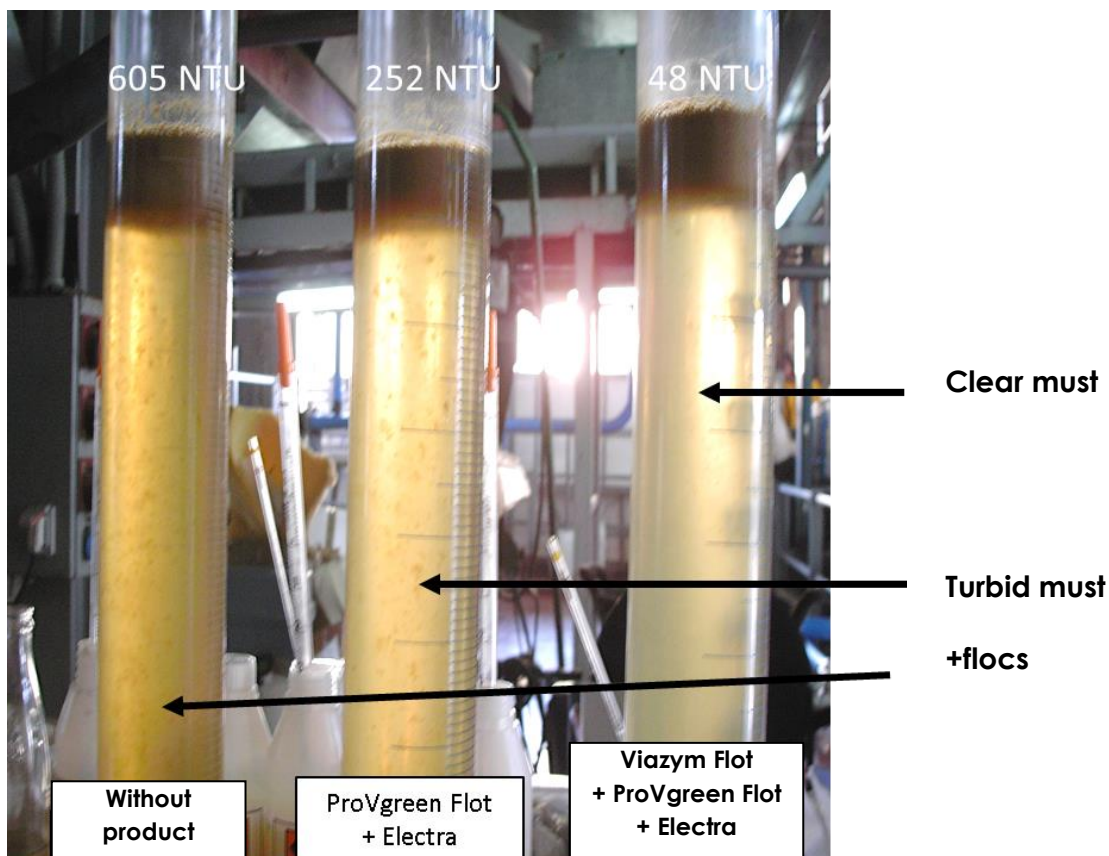 605 NTU
252 NTU
48 NTU
Clear must
Turbid must
+flocs
Without
product
ProVgreen Flot
+ Electra
Viazym Flot
+ ProVgreen Flot
+ Electra